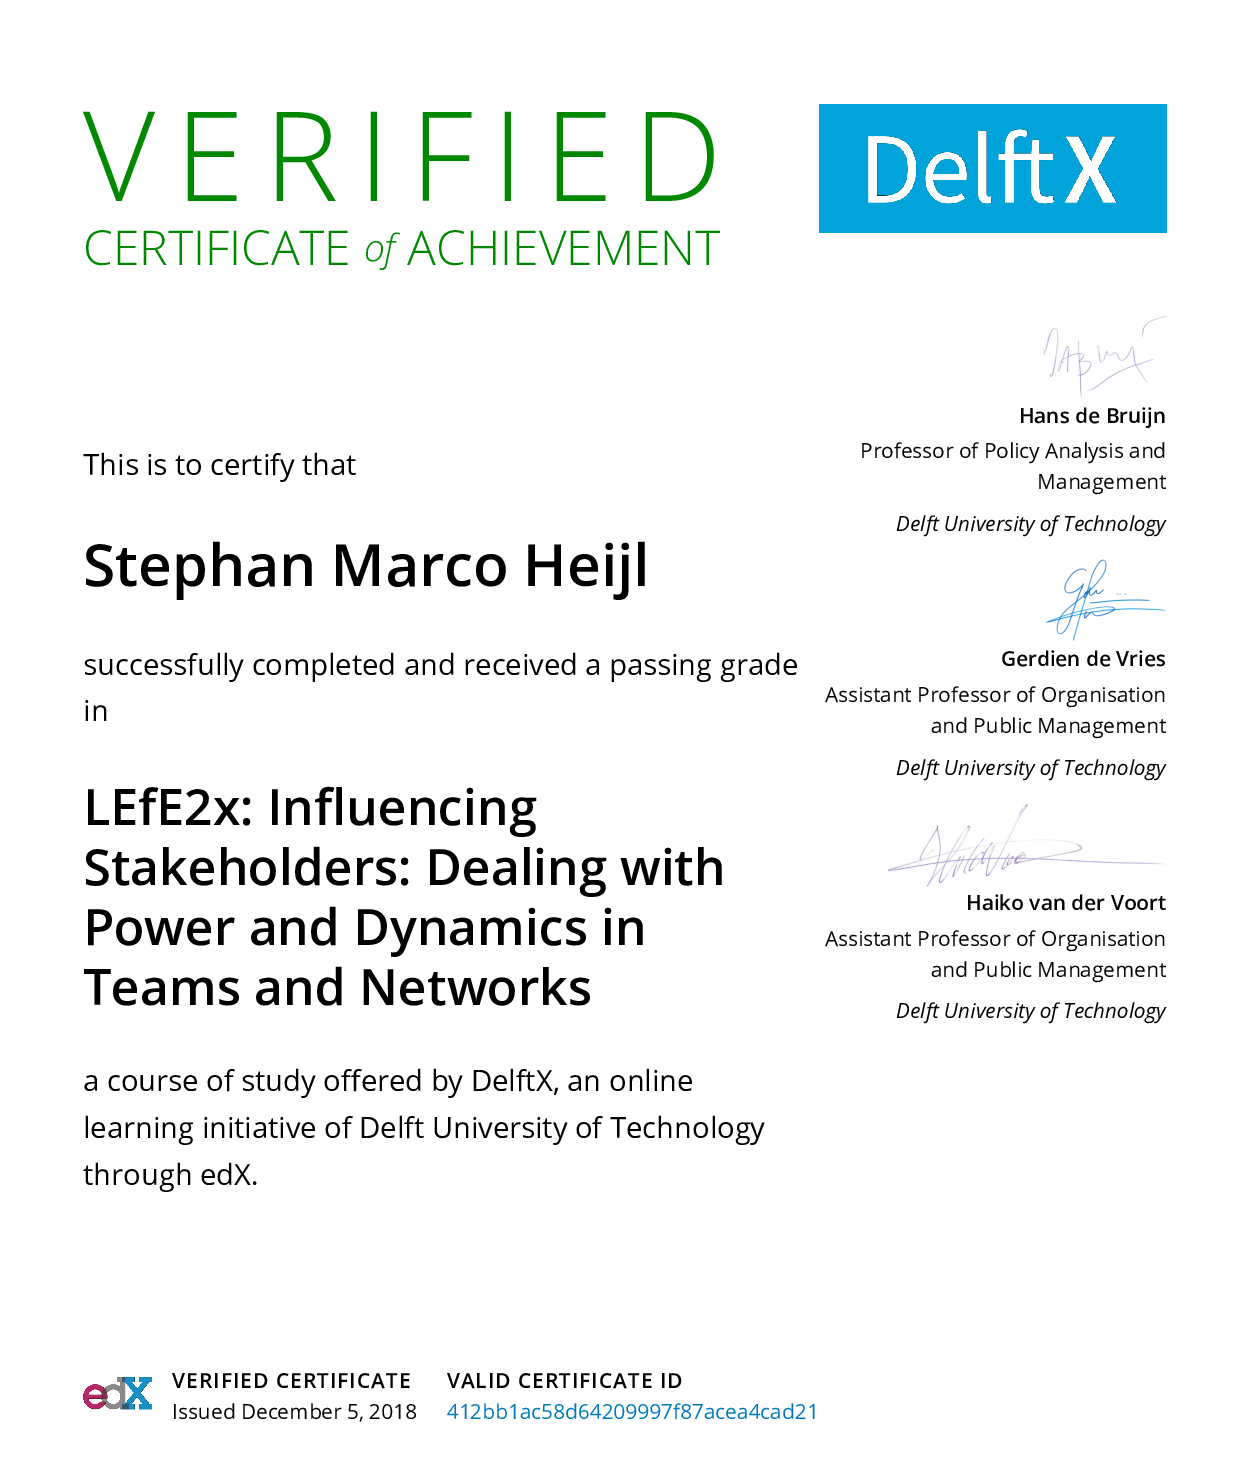 VERIFIED
CERTIFICATE of ACHIEVEMENT
DelftX
This is to certify that
Stephan Marco Heijl
successfully completed and received a passing grade
in
LEfE2x: Influencing
Stakeholders: Dealing with
Power and Dynamics in
Teams and Networks
a course of study offered by DelftX, an online
learning initiative of Delft University of Technology
through edX.
Hans de Bruijn
Professor of Policy Analysis and
Management
Delft University of Technology
Gerdien de Vries
Assistant Professor of Organisation
and Public Management
Delft University of Technology
Haiko van der Voort
Assistant Professor of Organisation
and Public Management
Delft University of Technology
edX
VERIFIED CERTIFICATE
Issued December 5, 2018
VALID CERTIFICATE ID
412bb1ac58d64209997f87acea4cad21